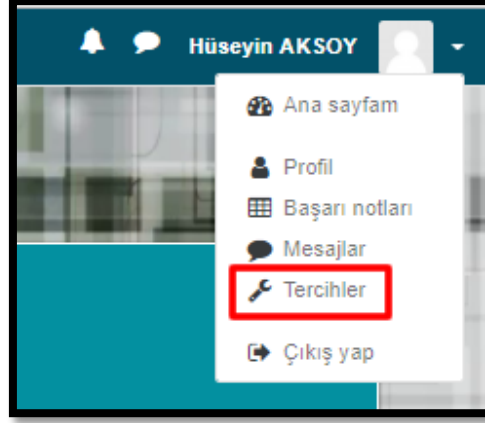 Hüseyin AKSOY
Ana sayfam
Profil
Başarı notları
Mesajlar
Tercihler
Çıkış yap